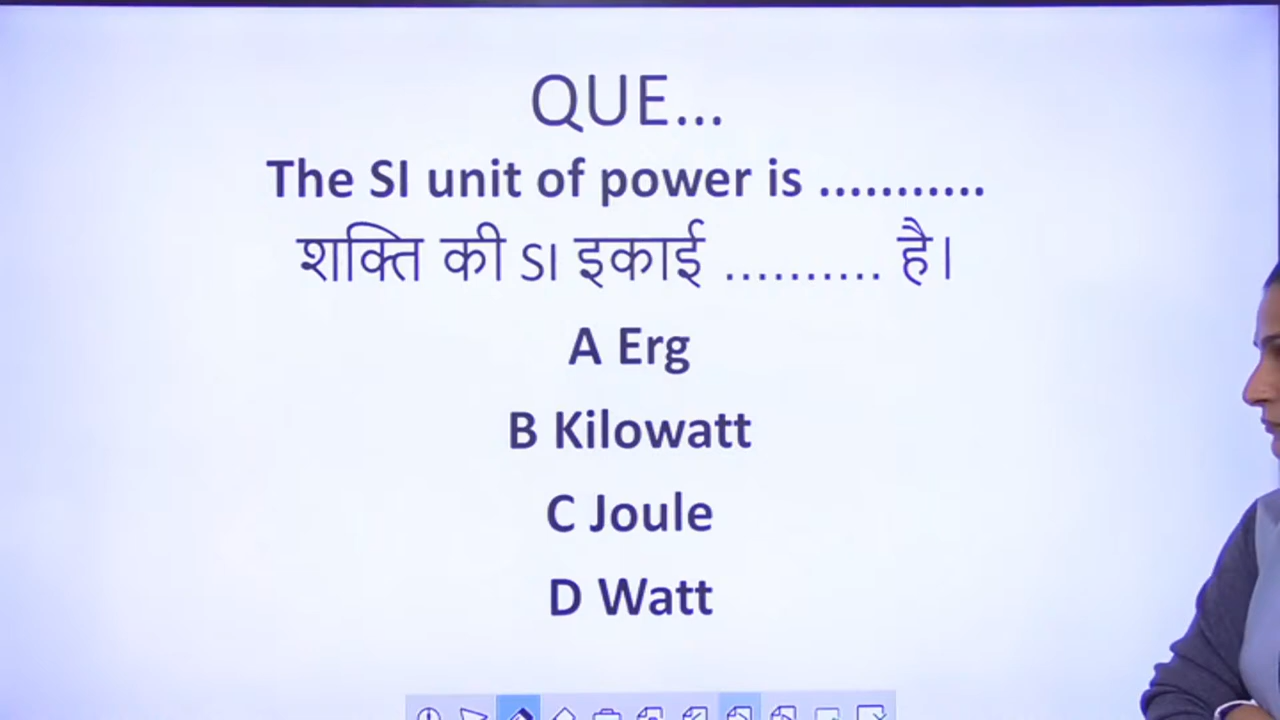 QUE...
The SI unit of power is ...........
शक्ति की SI इकाई .......... है।
A Erg
B Kilowatt
C Joule
D Watt